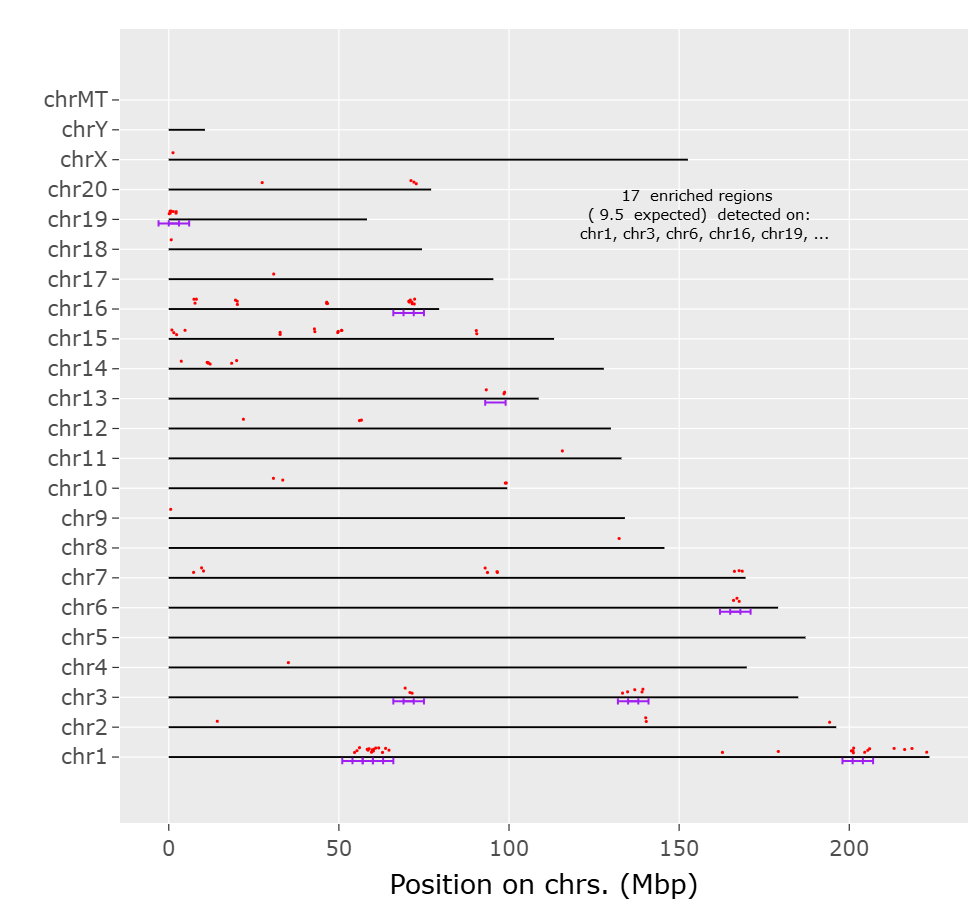 chrMT
chrY
chrX
chr20
17 enriched regions
( 9.5 expected) detected on:
chr1, chr3, chr6, chr16, chr19, ...
chr19
chr18
chr17
chr16
chr15
chr14
chr13
chr12
chr11
chr10
chr9
chr8
chr7
chr6
chr5
chr4
chr3
chr2
chr1
0 50 100 150 200
Position on chrs. (Mbp)